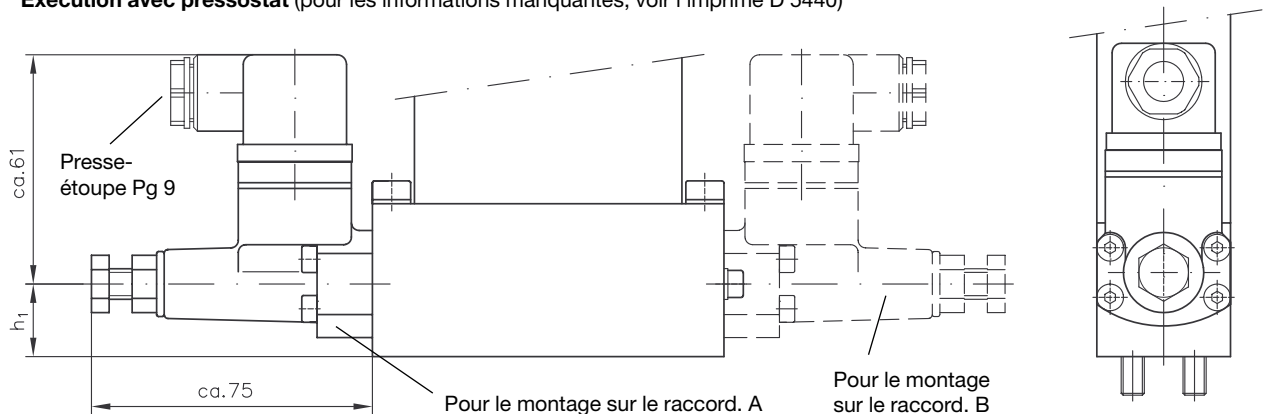 Exécution avec pressostat (pour les informations manquantes, voir l'imprimé D 5440)
ca.61
Presse-
étoupe Pg 9
h1
ca.75
Pour le montage sur le raccord. A
Pour le montage
sur le raccord. B